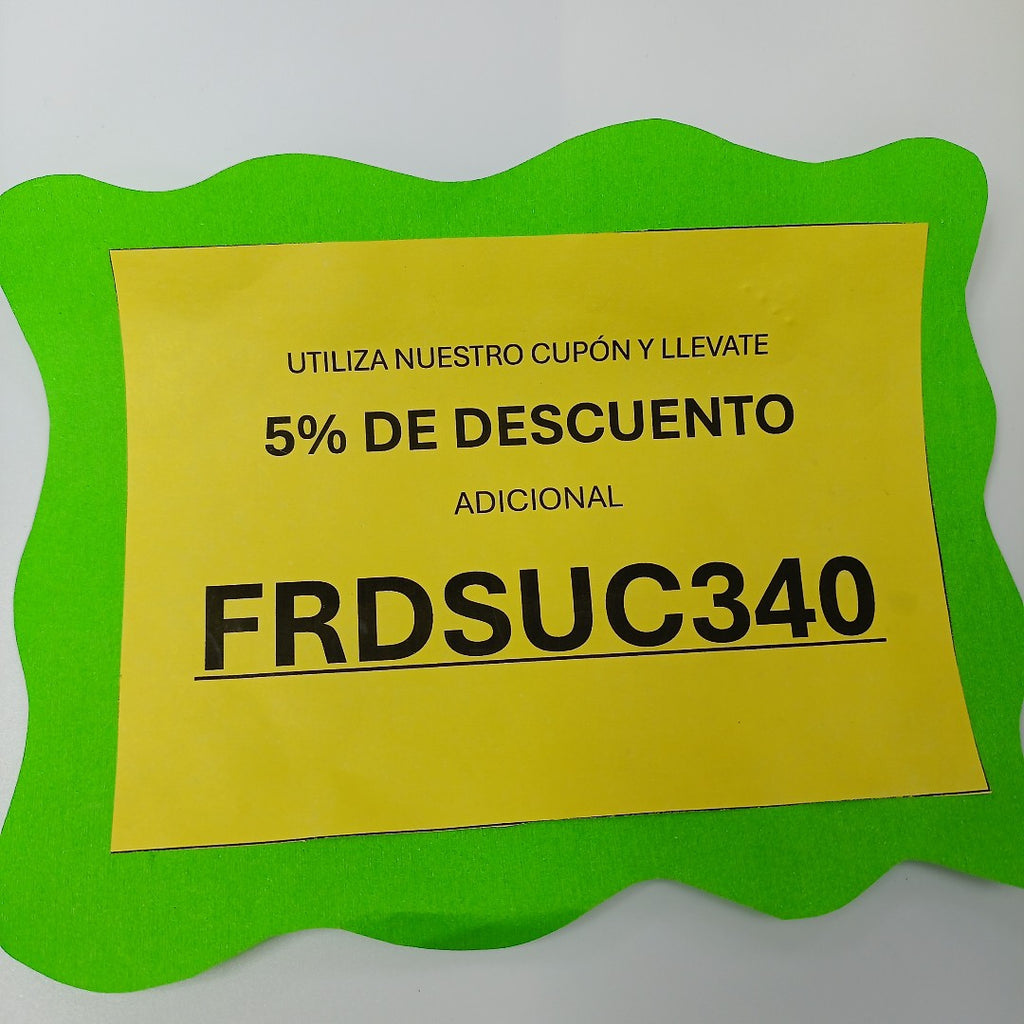 UTILIZA NUESTRO CUPÓN Y LLEVATE
5% DE DESCUENTO
ADICIONAL
FRDSUC340